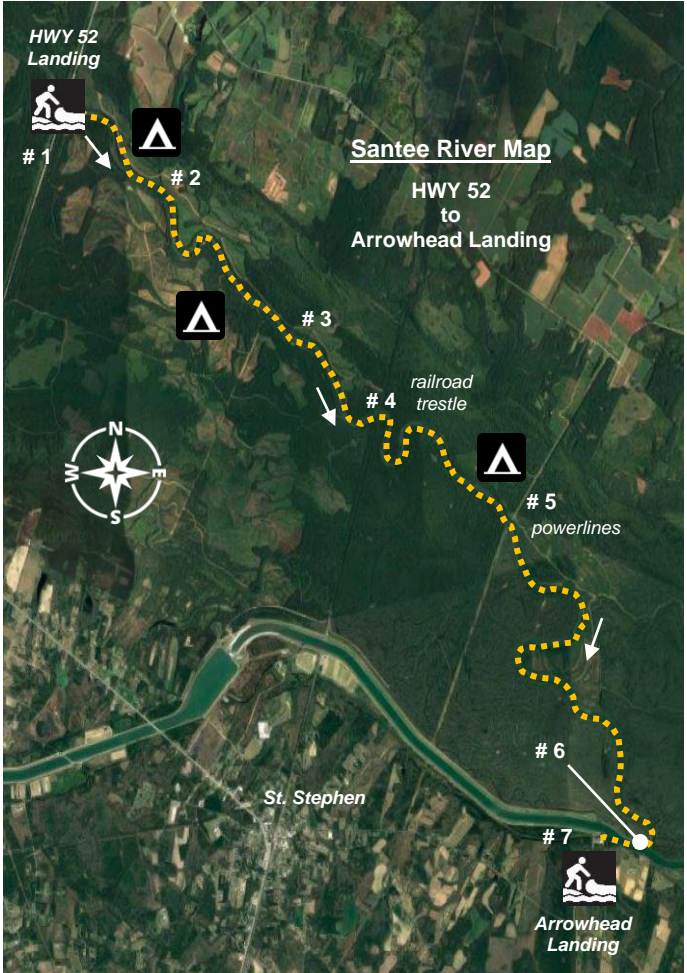 HWY 52
Landing
# 1
# 2
Santee River Map
HWY 52
to
Arrowhead Landing
# 3
# 4
railroad
trestle
N
W
E
S
# 5
powerlines
# 6
St. Stephen
# 7
Arrowhead
Landing